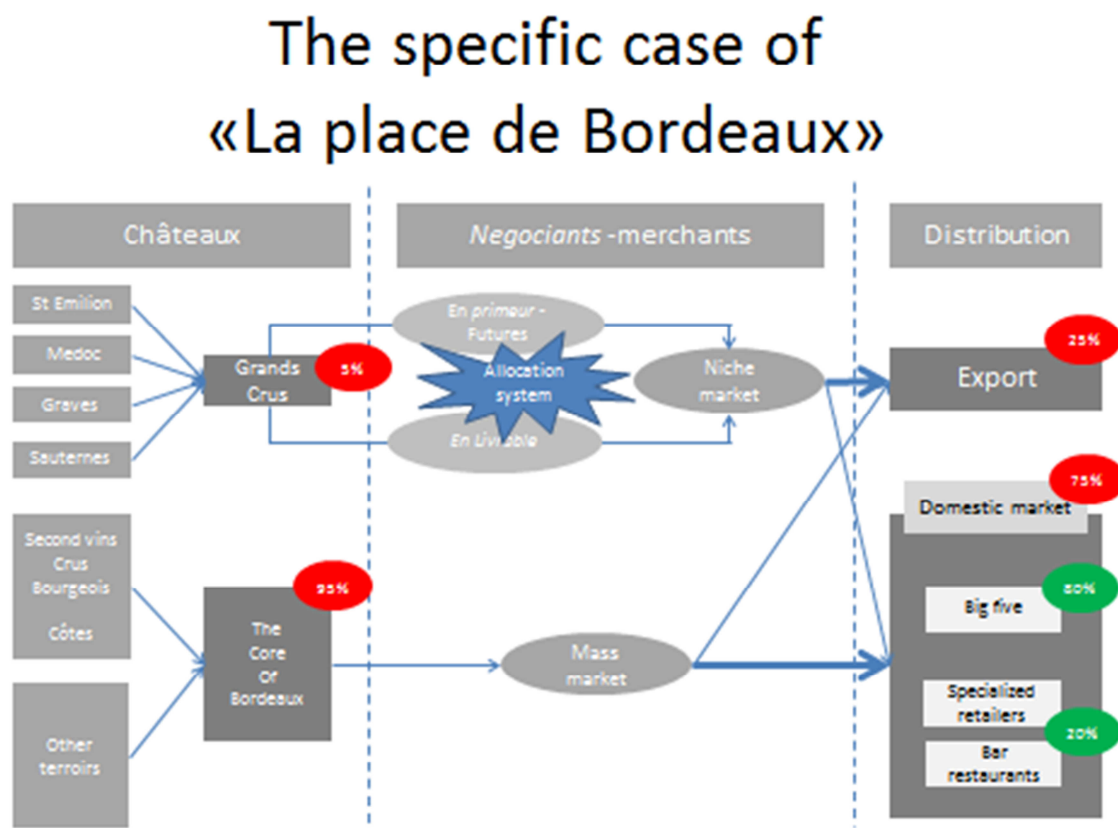 The specific case of
«La place de Bordeaux»
Châteaux
Negociants -merchants
Distribution
St Emilion
Medoc
Graves
Sauternes
Grands
Crus
5%
En primeur -
Futures
Allocation
system
En Livrable
Niche
market
25%
Export
75%
Domestic market
Second vins
Crus
Bourgeois
Côtes
Other
terroirs
95%
The
Core
Of
Bordeaux
Mass
market
80%
Big five
Specialized
retailers
20%
Bar
restaurants